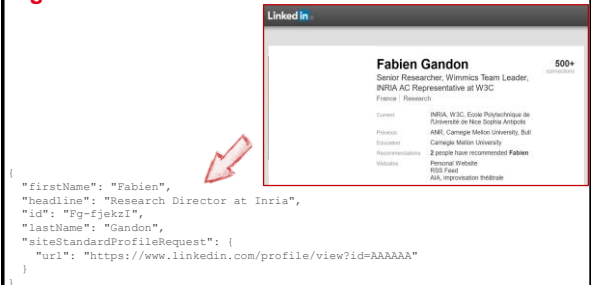 Linked in
Fabien Gandon
500+
connections
Senior Researcher, Wimmics Team Leader,
INRIA AC Representative at W3C
France | Research
Current INRIA, W3C, Ecole Polytechnique de
l'Université de Nice Sophia Antipolis
Previous ANR, Carnegie Mellon University, Bull
Education Carnegie Mellon University
Recommendations 2 people have recommended Fabien
Websites Personal Website
RSS Feed
AIA, improvisation théâtrale
{
"firstName": "Fabien",
"headline": "Research Director at Inria",
"id": "Fg-fjekzI",
"lastName": "Gandon",
"siteStandardProfileRequest": {
"url": "https://www.linkedin.com/profile/view?id=AAAAAA"
}
}